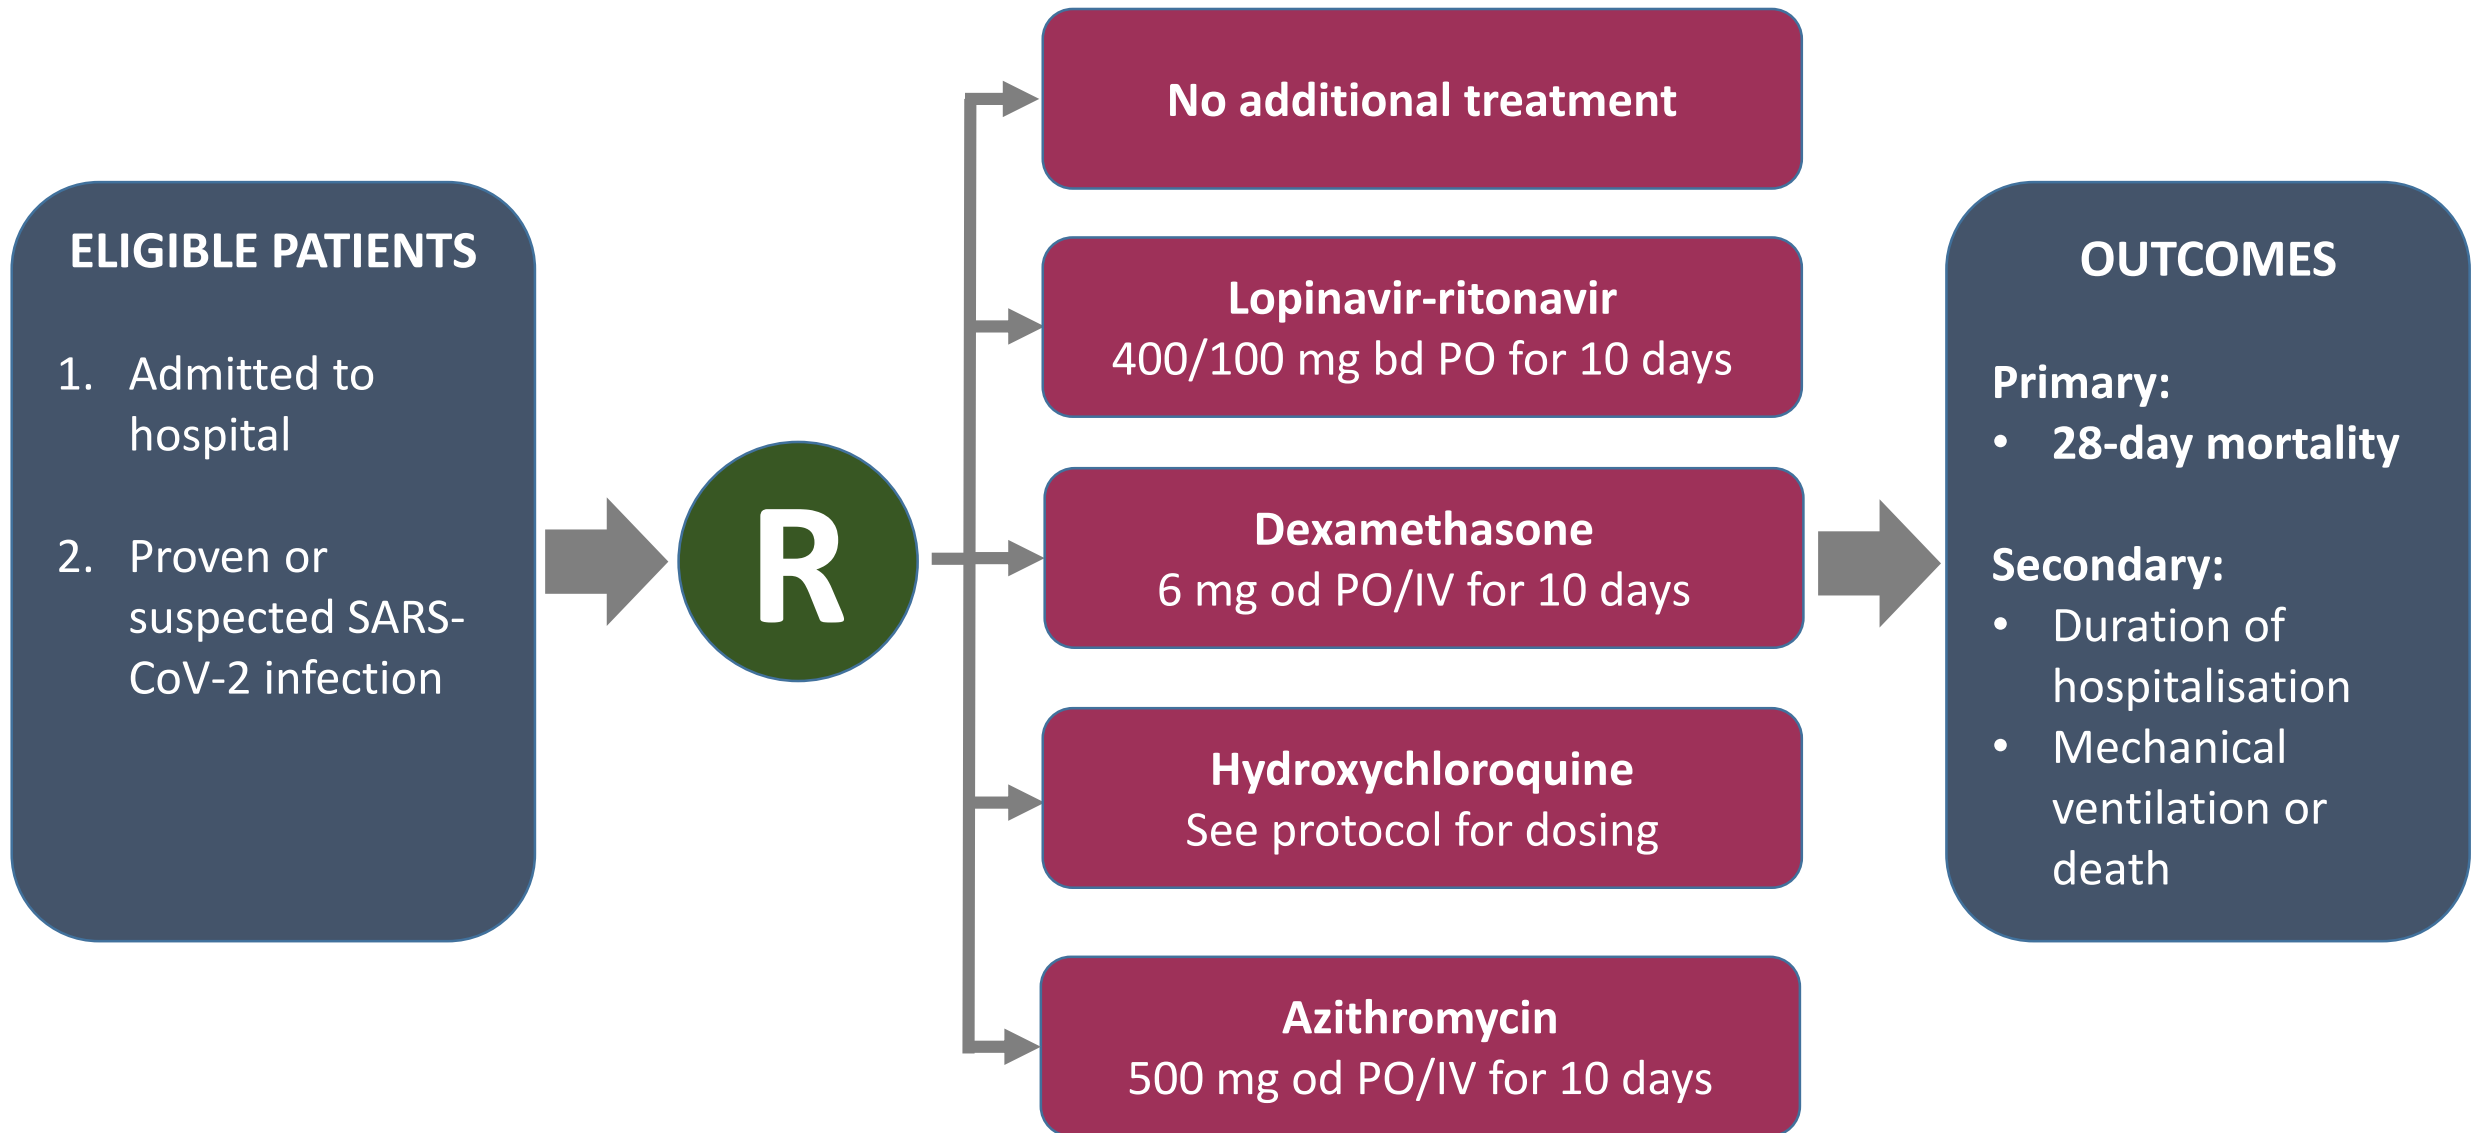 ELIGIBLE PATIENTS
1. Admitted to
hospital
2. Proven or
suspected SARS-
CoV-2 infection
R
No additional treatment
Lopinavir-ritonavir
400/100 mg bd PO for 10 days
Dexamethasone
6 mg od PO/IV for 10 days
Hydroxychloroquine
See protocol for dosing
Azithromycin
500 mg od PO/IV for 10 days
OUTCOMES
Primary:
• 28-day mortality
Secondary:
• Duration of
hospitalisation
• Mechanical
ventilation or
death